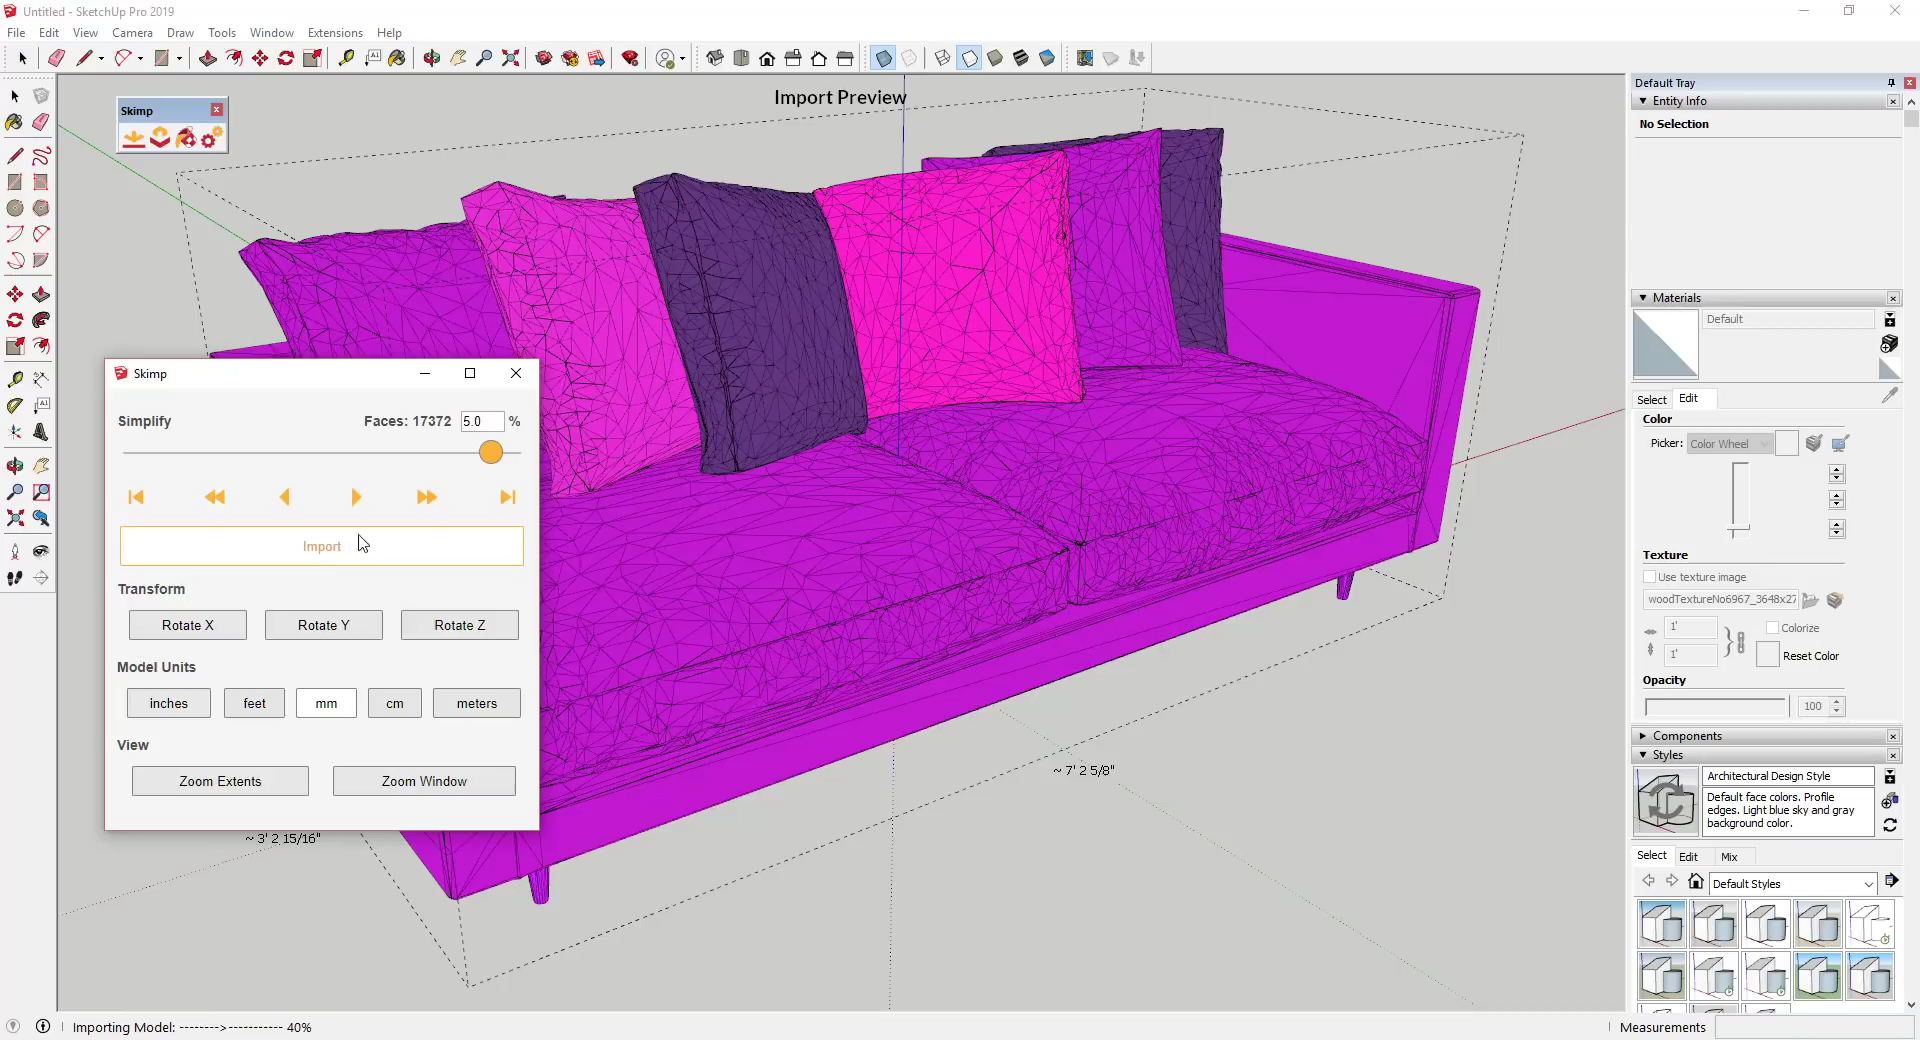 Untitled - SketchUp Pro 2019
File Edit View Camera Draw Tools Window Extensions Help
Import Preview
Skimp
Skimp
Simplify Faces: 17372 5.0 %
Import
Transform
Rotate X Rotate Y Rotate Z
Model Units
inches feet mm cm meters
View
Zoom Extents Zoom Window
~ 3' 2 15/16"
~ 7' 2 5/8"
Default Tray
Entity Info
No Selection
Materials
Default
Select Edit
Color
Picker: Color Wheel
Texture
Use texture image
woodTextureNo6967_3648x27
1' Colorize
1' Reset Color
Opacity
100
Components
Styles
Architectural Design Style
Default face colors. Profile
edges. Light blue sky and gray
background color.
Select Edit Mix
Default Styles
Importing Model: -------->----------- 40%
Measurements